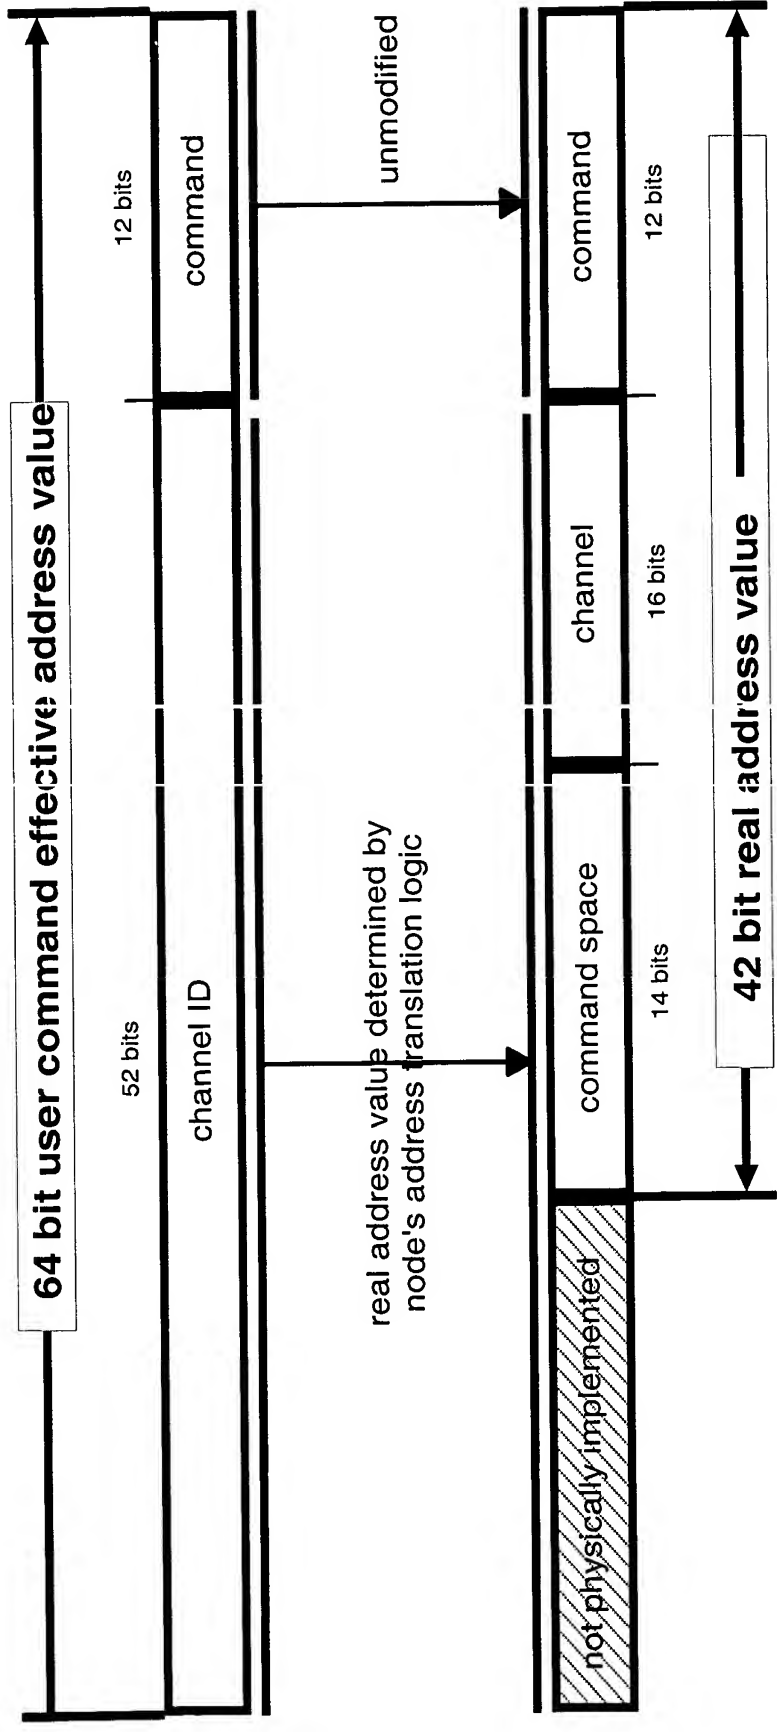 64 bit user command effective address value
52 bits
12 bits
channel ID
command
real address value determined by
node's address translation logic
unmodified
not physically implemented
command space
channel
command
14 bits
16 bits
12 bits
42 bit real address value